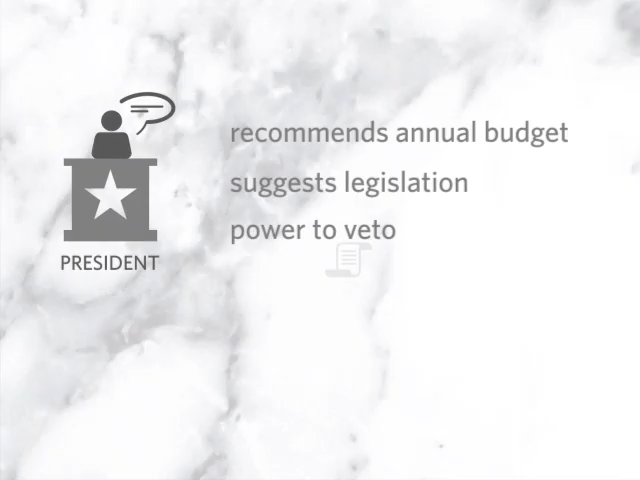 recommends annual budget
suggests legislation
power to veto
PRESIDENT